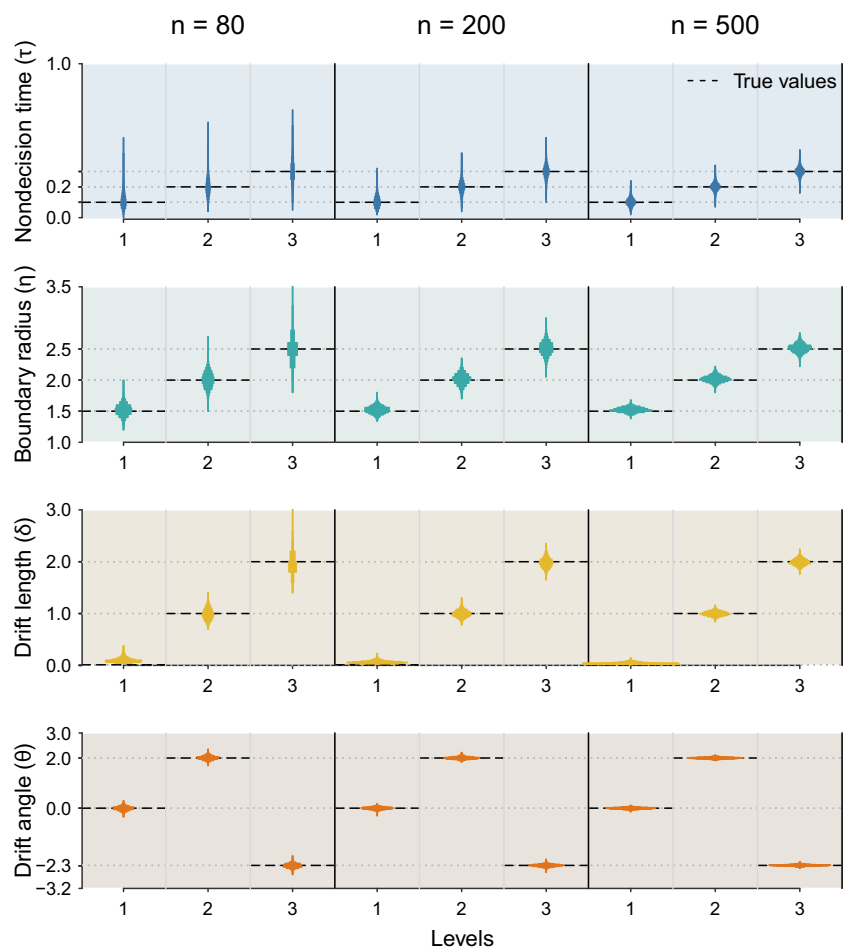 n = 80 n = 200 n = 500
Nondecision time (τ)
1.0
0.2
0.0
True values
1 2 3 1 2 3 1 2 3
Boundary radius (η)
3.5
2.5
2.0
1.5
1.0
1 2 3 1 2 3 1 2 3
Drift length (δ)
3.0
2.0
1.0
0.0
1 2 3 1 2 3 1 2 3
Drift angle (θ)
3.0
2.0
0.0
−2.3
−3.2
1 2 3 1 2 3 1 2 3
Levels